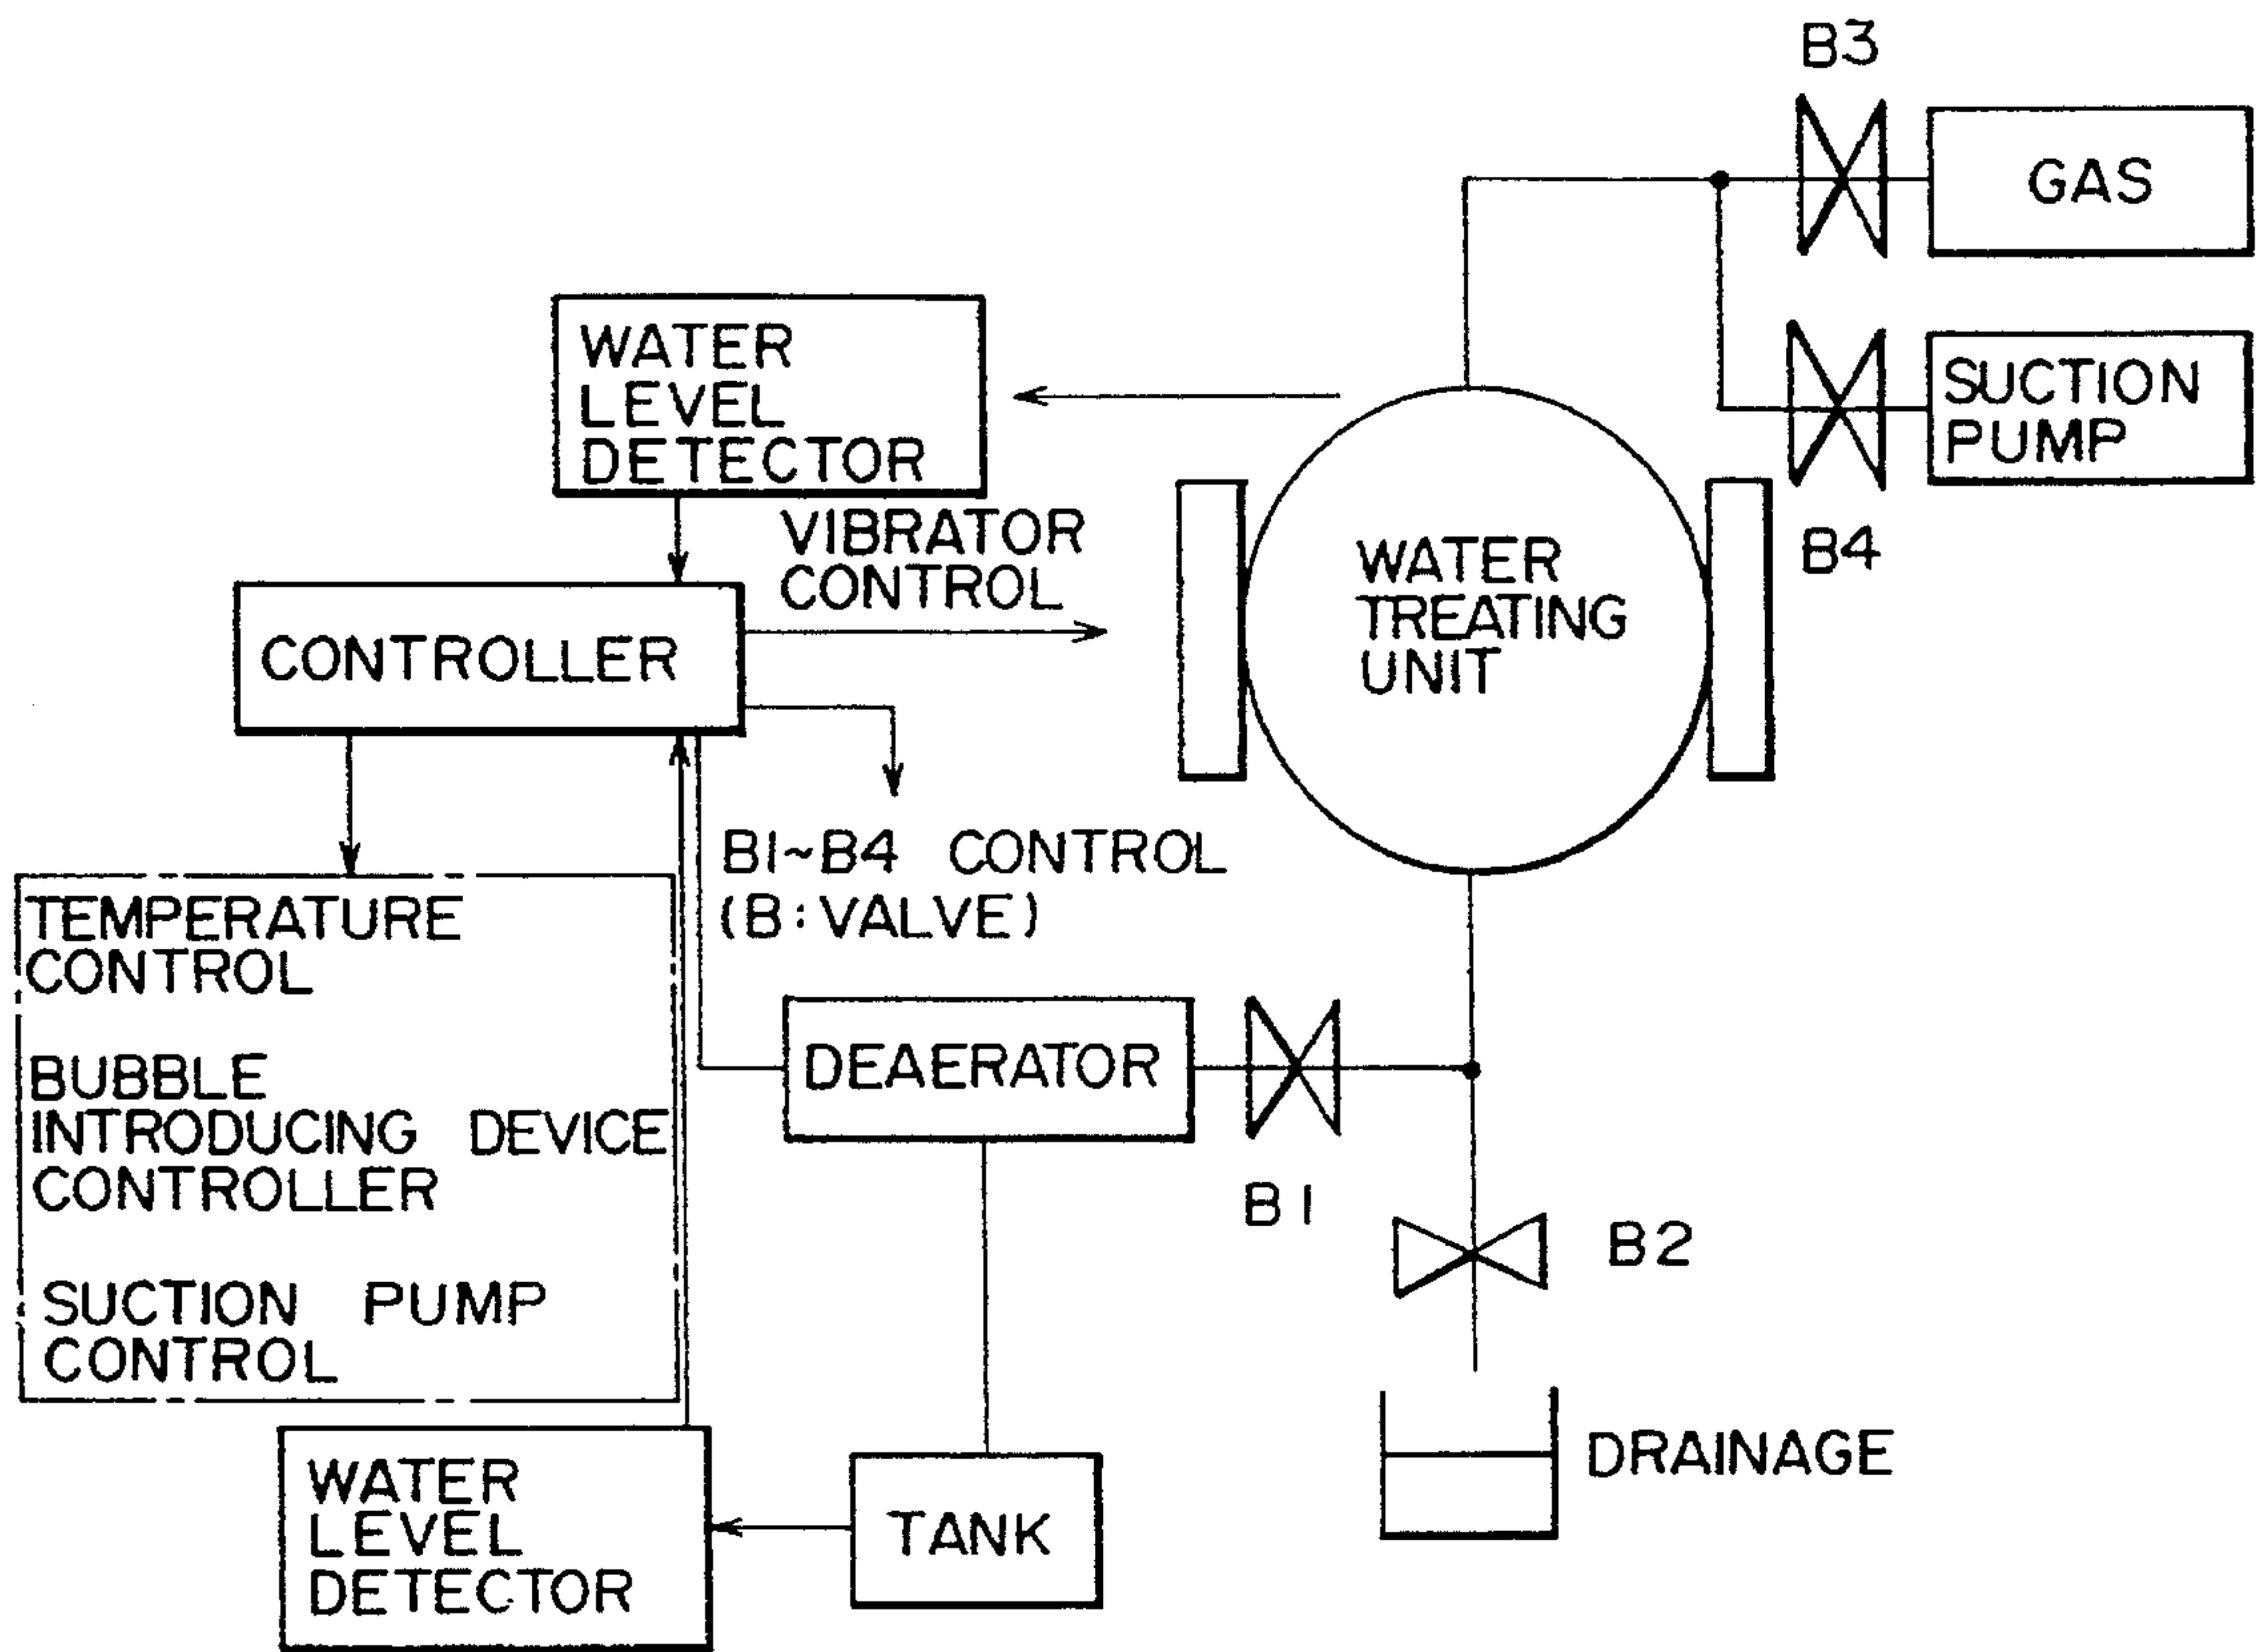 B3
GAS
WATER
LEVEL
DETECTOR
SUCTION
PUMP
VIBRATOR
CONTROL
B4
WATER
TREATING
UNIT
CONTROLLER
B1~B4 CONTROL
(B:VALVE)
TEMPERATURE
CONTROL
BUBBLE
INTRODUCING DEVICE
CONTROLLER
SUCTION PUMP
CONTROL
DEAERATOR
B1
B2
DRAINAGE
WATER
LEVEL
DETECTOR
TANK